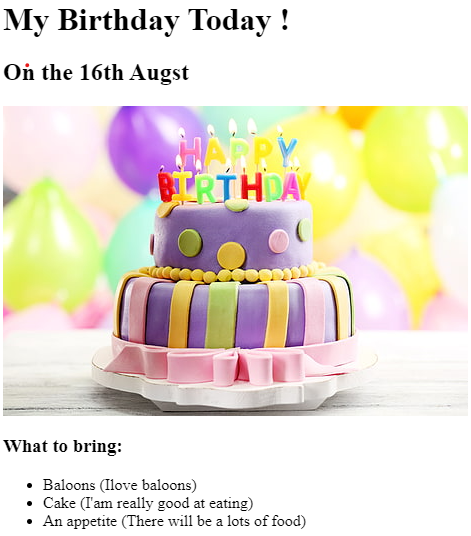 My Birthday Today !
On the 16th Augst
HAPPY
BIRTHDAY
What to bring:
• Baloons (Ilove baloons)
• Cake (I'am really good at eating)
• An appetite (There will be a lots of food)